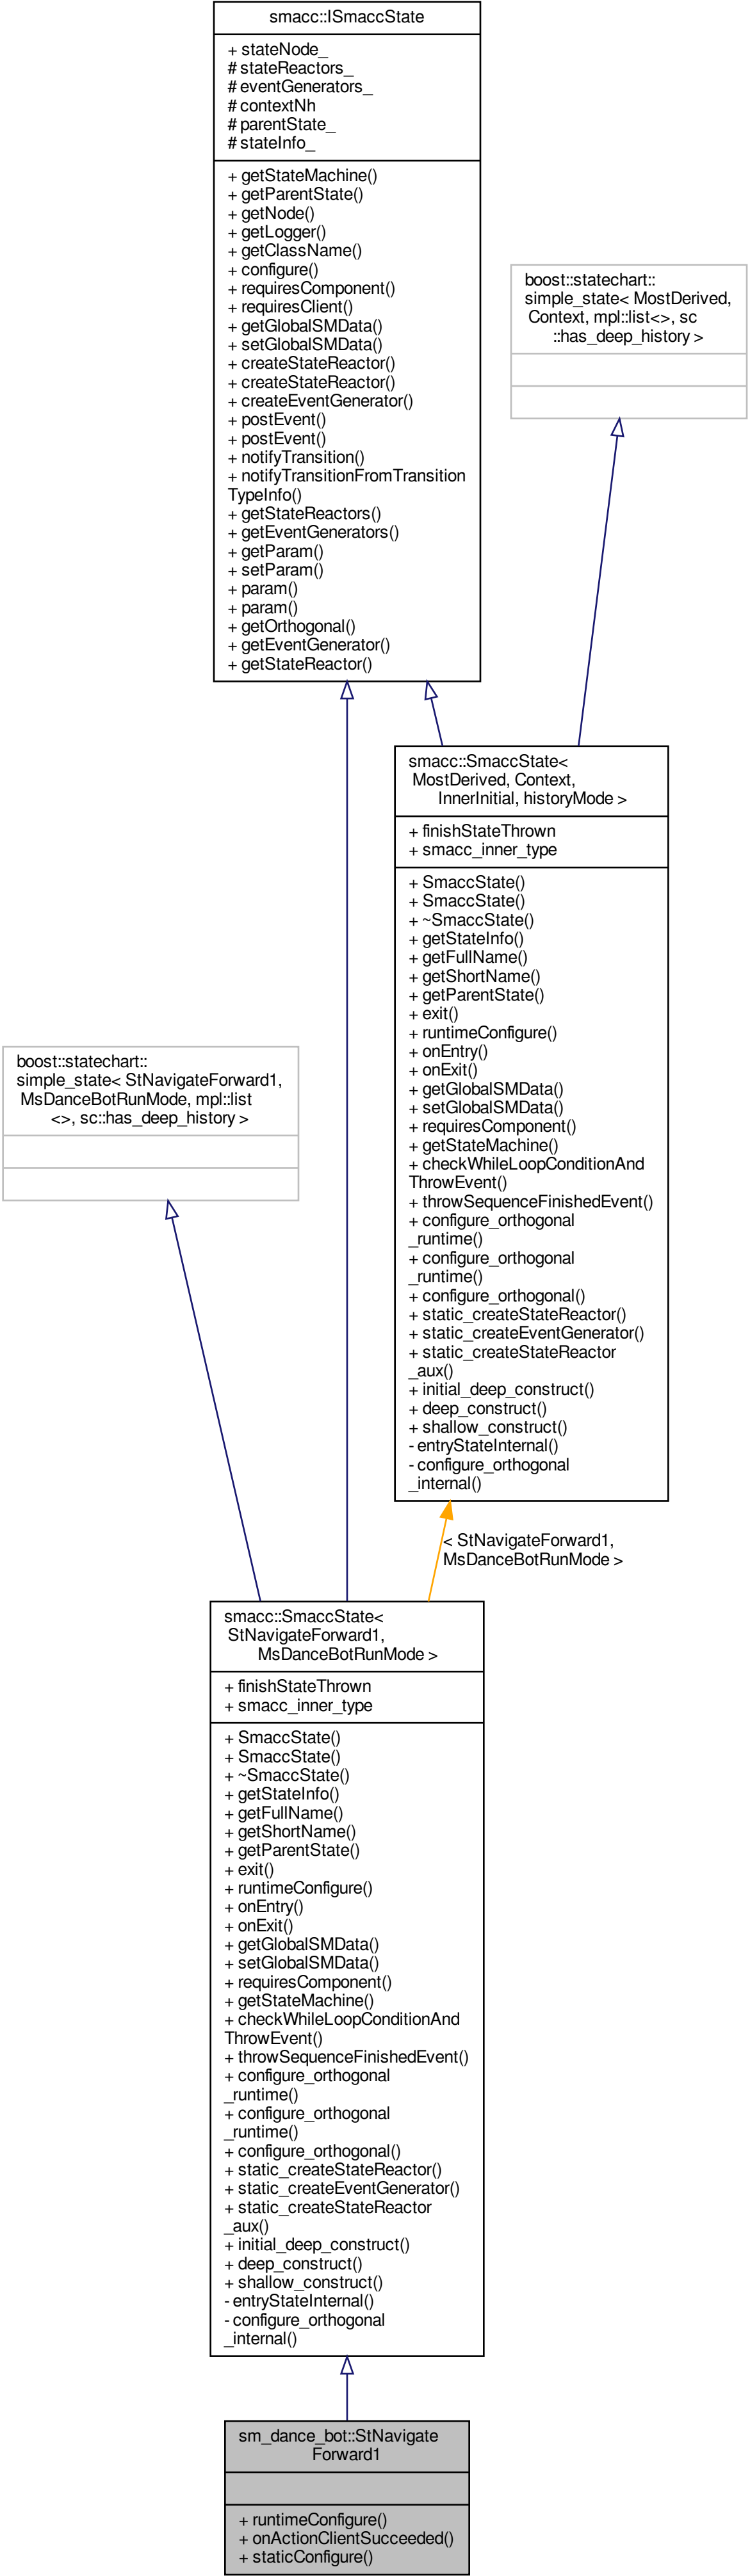 smacc::ISmaccState
+ stateNode_
# stateReactors_
# eventGenerators_
# contextNh
# parentState_
# stateInfo_
+ getStateMachine()
+ getParentState()
+ getNode()
+ getLogger()
+ getClassName()
+ configure()
+ requiresComponent()
+ requiresClient()
+ getGlobalSMData()
+ setGlobalSMData()
+ createStateReactor()
+ createStateReactor()
+ createEventGenerator()
+ postEvent()
+ postEvent()
+ notifyTransition()
+ notifyTransitionFromTransition
TypeInfo()
+ getStateReactors()
+ getEventGenerators()
+ getParam()
+ setParam()
+ param()
+ param()
+ getOrthogonal()
+ getEventGenerator()
+ getStateReactor()
boost::statechart::
simple_state< MostDerived,
Context, mpl::list<>, sc
::has_deep_history >
smacc::SmaccState<
MostDerived, Context,
InnerInitial, historyMode >
+ finishStateThrown
+ smacc_inner_type
+ SmaccState()
+ SmaccState()
+ ~SmaccState()
+ getStateInfo()
+ getFullName()
+ getShortName()
+ getParentState()
+ exit()
+ runtimeConfigure()
+ onEntry()
+ onExit()
+ getGlobalSMData()
+ setGlobalSMData()
+ requiresComponent()
+ getStateMachine()
+ checkWhileLoopConditionAnd
ThrowEvent()
+ throwSequenceFinishedEvent()
+ configure_orthogonal
_runtime()
+ configure_orthogonal
_runtime()
+ configure_orthogonal()
+ static_createStateReactor()
+ static_createEventGenerator()
+ static_createStateReactor
_aux()
+ initial_deep_construct()
+ deep_construct()
+ shallow_construct()
- entryStateInternal()
- configure_orthogonal
_internal()
boost::statechart::
simple_state< StNavigateForward1,
MsDanceBotRunMode, mpl::list
<>, sc::has_deep_history >
< StNavigateForward1,
MsDanceBotRunMode >
smacc::SmaccState<
StNavigateForward1,
MsDanceBotRunMode >
+ finishStateThrown
+ smacc_inner_type
+ SmaccState()
+ SmaccState()
+ ~SmaccState()
+ getStateInfo()
+ getFullName()
+ getShortName()
+ getParentState()
+ exit()
+ runtimeConfigure()
+ onEntry()
+ onExit()
+ getGlobalSMData()
+ setGlobalSMData()
+ requiresComponent()
+ getStateMachine()
+ checkWhileLoopConditionAnd
ThrowEvent()
+ throwSequenceFinishedEvent()
+ configure_orthogonal
_runtime()
+ configure_orthogonal
_runtime()
+ configure_orthogonal()
+ static_createStateReactor()
+ static_createEventGenerator()
+ static_createStateReactor
_aux()
+ initial_deep_construct()
+ deep_construct()
+ shallow_construct()
- entryStateInternal()
- configure_orthogonal
_internal()
sm_dance_bot::StNavigate
Forward1
+ runtimeConfigure()
+ onActionClientSucceeded()
+ staticConfigure()